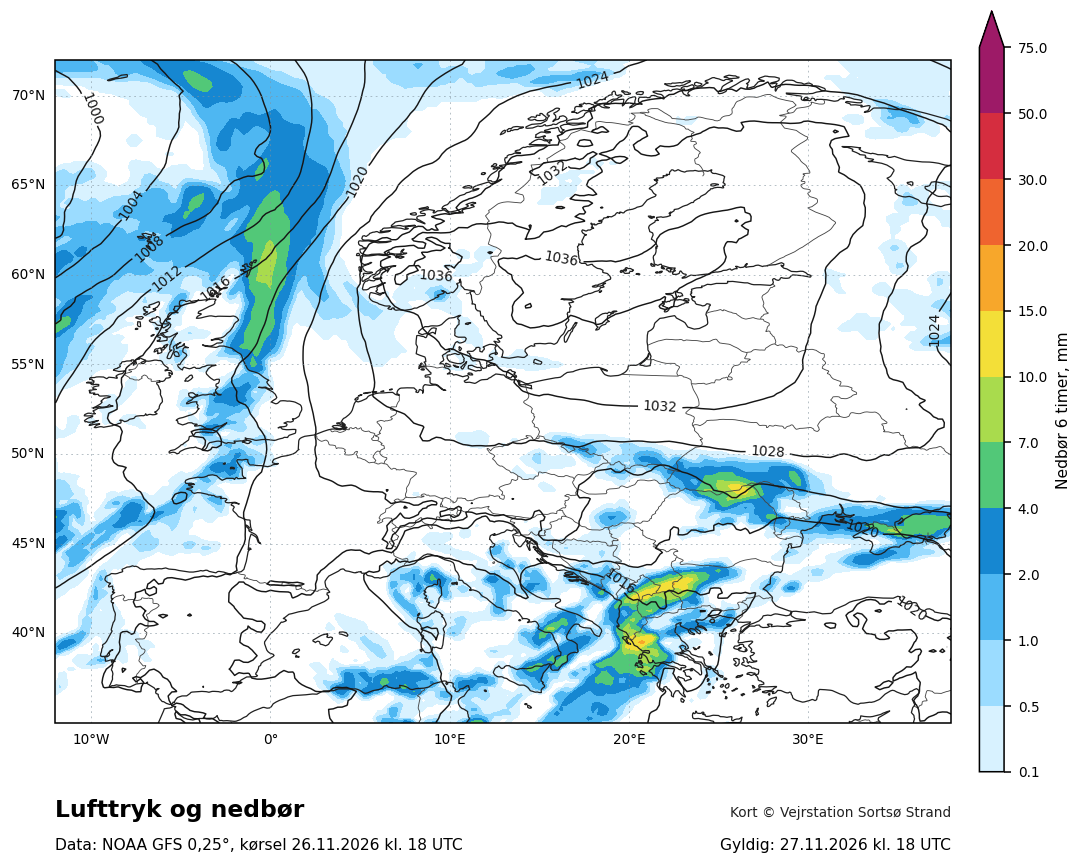 75.0
50.0
30.0
20.0
15.0
10.0
7.0
4.0
2.0
1.0
0.5
0.1
Nedbør 6 timer, mm
70°N
65°N
60°N
55°N
50°N
45°N
40°N
10°W
0°
10°E
20°E
30°E
1000
1004
1008
1012
1016
1020
1024
1032
1036
1036
1032
1028
1024
1020
1016
1020
Lufttryk og nedbør
Kort © Vejrstation Sortsø Strand
Data: NOAA GFS 0,25°, kørsel 26.11.2026 kl. 18 UTC
Gyldig: 27.11.2026 kl. 18 UTC